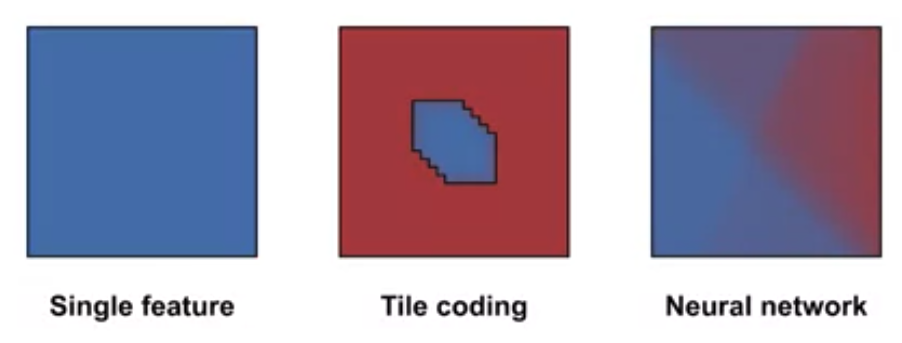 Single feature
Tile coding
Neural network